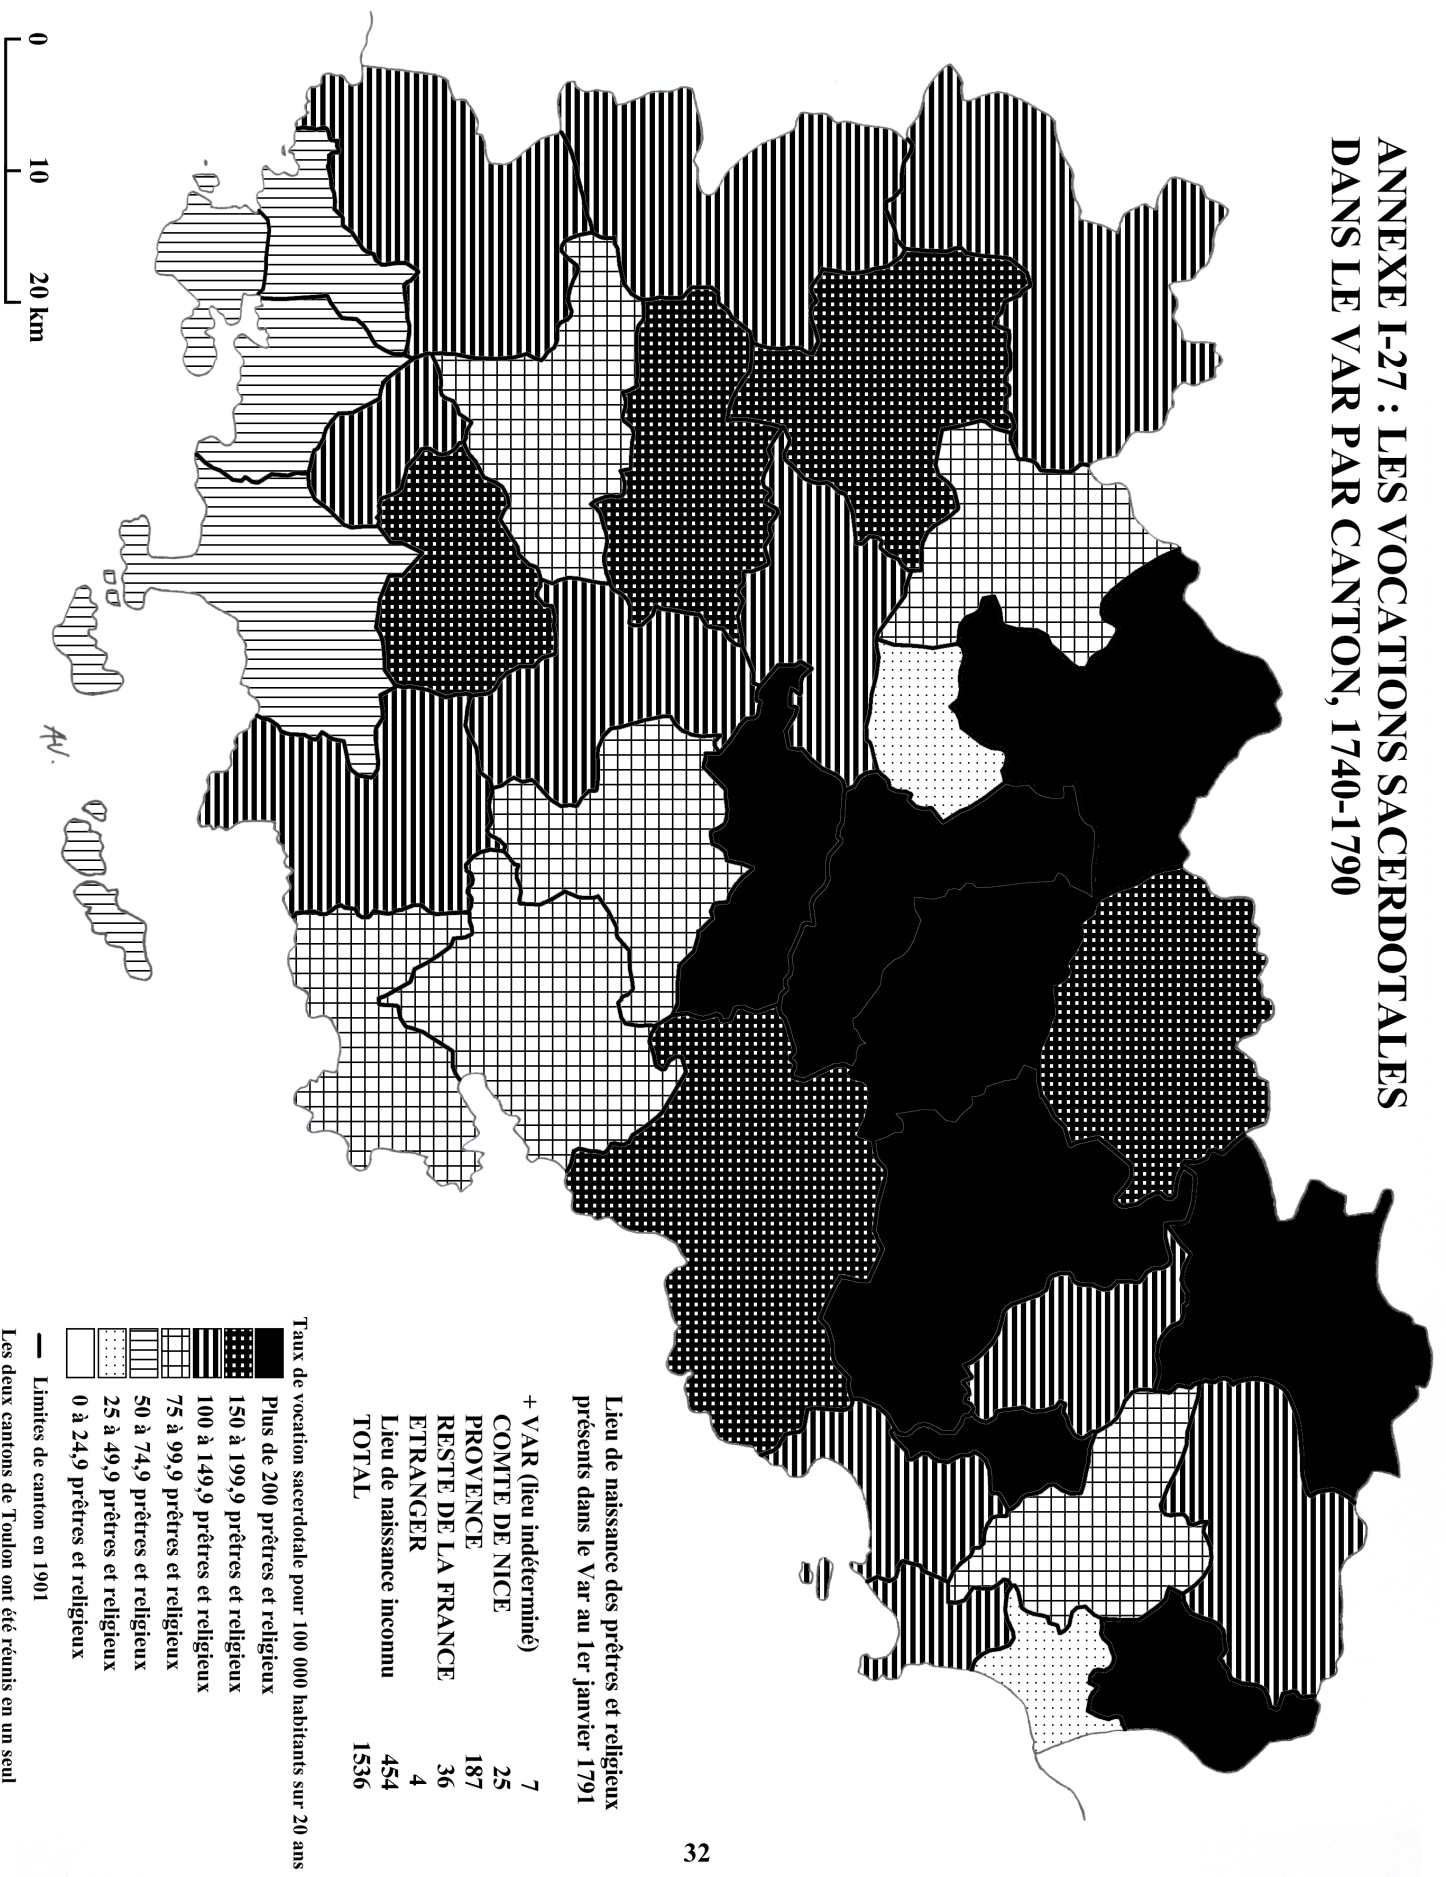 ANNEXE I-27 : LES VOCATIONS SACERDOTALES
DANS LE VAR PAR CANTON, 1740-1790
Lieu de naissance des prêtres et religieux
présents dans le Var au 1er janvier 1791
+ VAR (lieu indéterminé) 7
COMTE DE NICE 25
PROVENCE 187
RESTE DE LA FRANCE 36
ETRANGER 4
Lieu de naissance inconnu 454
TOTAL 1536
Taux de vocation sacerdotale pour 100 000 habitants sur 20 ans
Plus de 200 prêtres et religieux
150 à 199,9 prêtres et religieux
100 à 149,9 prêtres et religieux
75 à 99,9 prêtres et religieux
50 à 74,9 prêtres et religieux
25 à 49,9 prêtres et religieux
0 à 24,9 prêtres et religieux
Limites de canton en 1901
Les deux cantons de Toulon ont été réunis en un seul
0 10 20 km
AV.
32